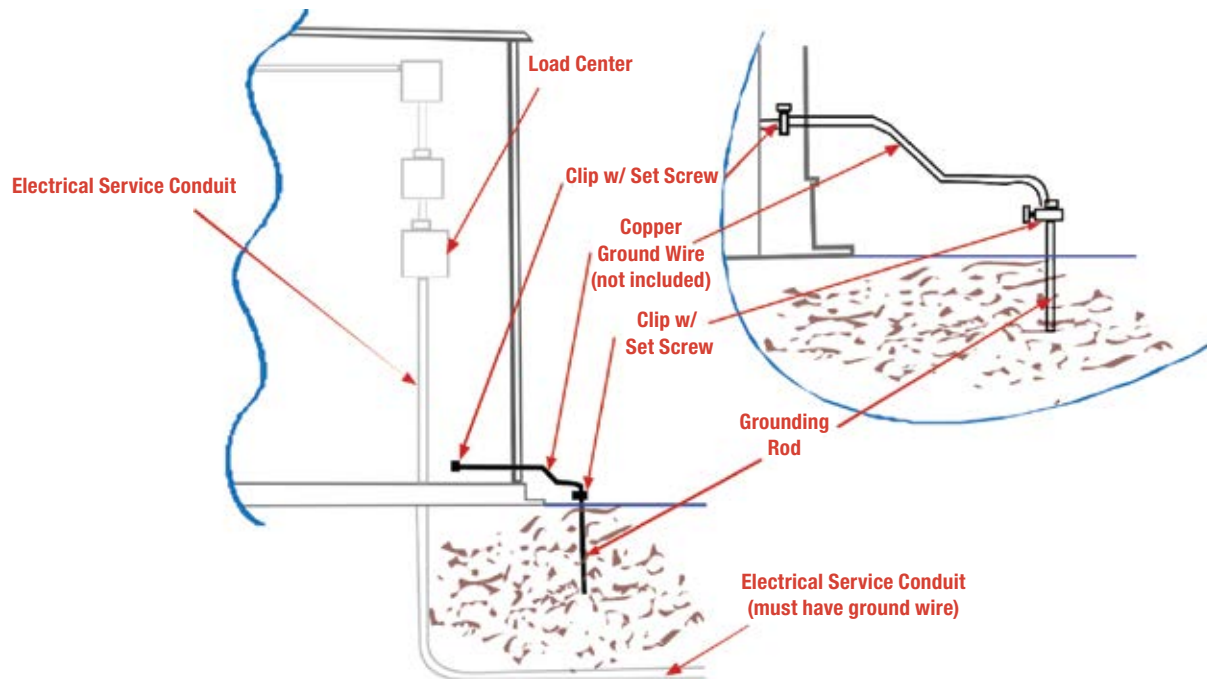 Load Center
Electrical Service Conduit
Clip w/ Set Screw
Copper
Ground Wire
(not included)
Clip w/
Set Screw
Grounding
Rod
Electrical Service Conduit
(must have ground wire)